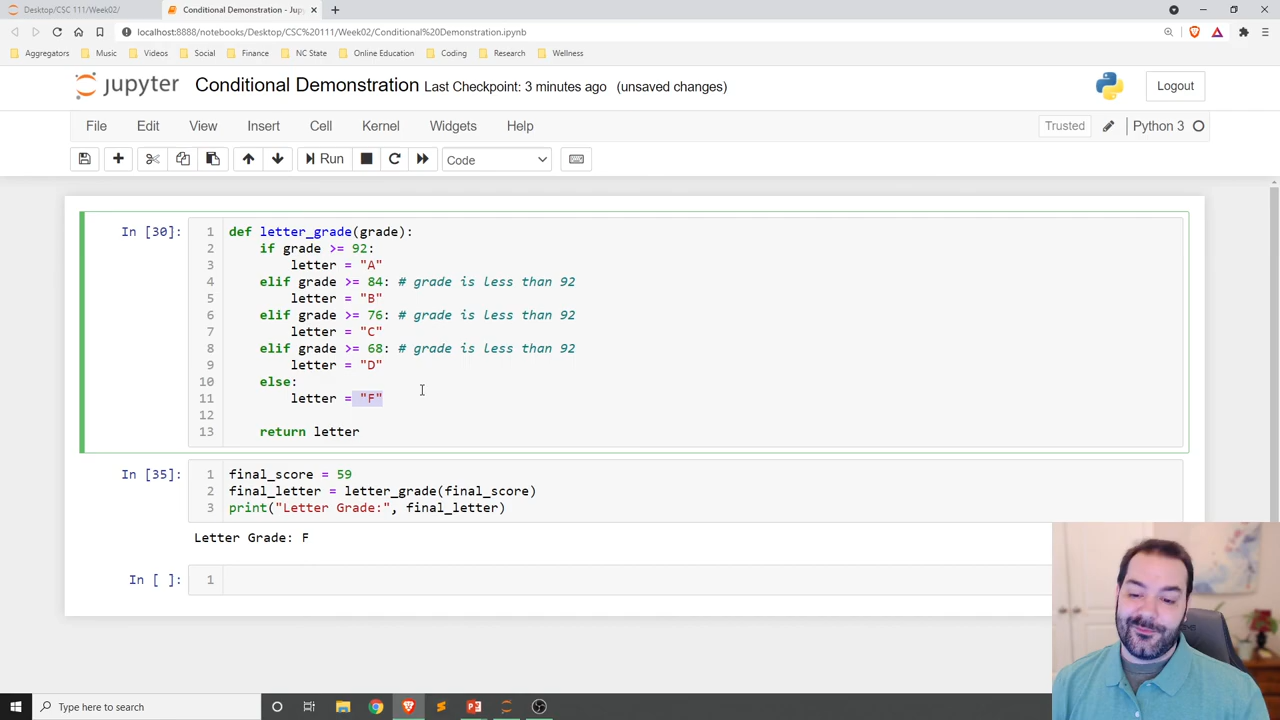 Desktop/CSC 111/Week02/
Conditional Demonstration - Jupy
localhost:8888/notebooks/Desktop/CSC%20111/Week02/Conditional%20Demonstration.ipynb
Aggregators Music Videos Social Finance NC State Online Education Coding Research Wellness
jupyter Conditional Demonstration Last Checkpoint: 3 minutes ago (unsaved changes) Logout
File Edit View Insert Cell Kernel Widgets Help Trusted Python 3
Run Code
In [30]:
1 def letter_grade(grade):
2 if grade >= 92:
3 letter = "A"
4 elif grade >= 84: # grade is less than 92
5 letter = "B"
6 elif grade >= 76: # grade is less than 92
7 letter = "C"
8 elif grade >= 68: # grade is less than 92
9 letter = "D"
10 else:
11 letter = "F"
12
13 return letter
In [35]:
1 final_score = 59
2 final_letter = letter_grade(final_score)
3 print("Letter Grade:", final_letter)
Letter Grade: F
In [ ]: 1
Type here to search